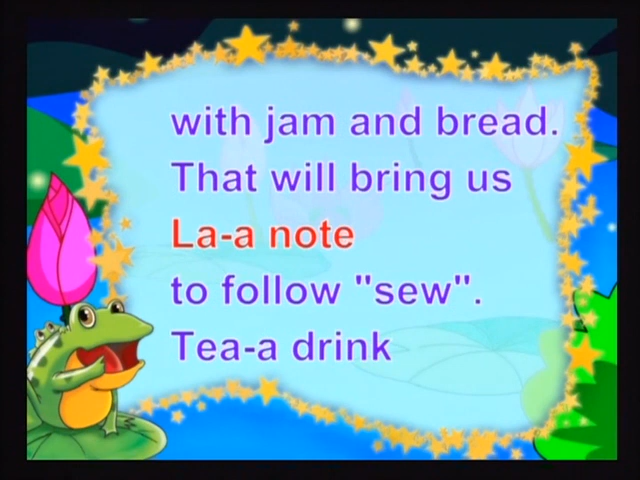 with jam and bread.
That will bring us
La-a note
to follow "sew".
Tea-a drink